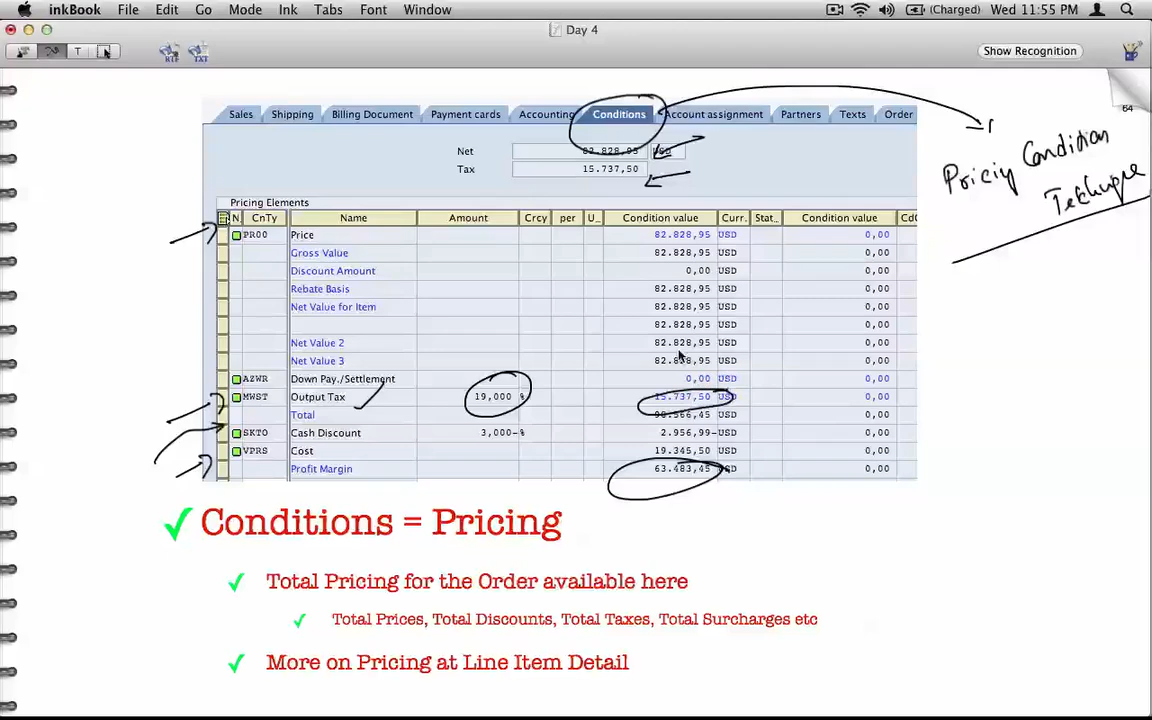 inkBook File Edit Go Mode Ink Tabs Font Window (Charged) Wed 11:55 PM
Day 4
T Show Recognition
RTF TXT
64
Sales Shipping Billing Document Payment cards Accounting Conditions Account assignment Partners Texts Order
Net 82.828,95 USD
Tax 15.737,50
Pricing Condition
Tekhnque
Pricing Elements
N. CnTy Name Amount Crcy per U... Condition value Curr. Stat... Condition value CdC
PR00 Price 82.828,95 USD 0,00
Gross Value 82.828,95 USD 0,00
Discount Amount 0,00 USD 0,00
Rebate Basis 82.828,95 USD 0,00
Net Value for Item 82.828,95 USD 0,00
82.828,95 USD 0,00
Net Value 2 82.828,95 USD 0,00
Net Value 3 82.828,95 USD 0,00
AZWR Down Pay./Settlement 0,00 USD 0,00
MWST Output Tax 19,000 % 15.737,50 USD 0,00
Total 98.566,45 USD 0,00
SKTO Cash Discount 3,000-% 2.956,99-USD 0,00
VPRS Cost 19.345,50 USD 0,00
Profit Margin 63.483,45 USD 0,00
✓ Conditions = Pricing
✓ Total Pricing for the Order available here
✓ Total Prices, Total Discounts, Total Taxes, Total Surcharges etc
✓ More on Pricing at Line Item Detail